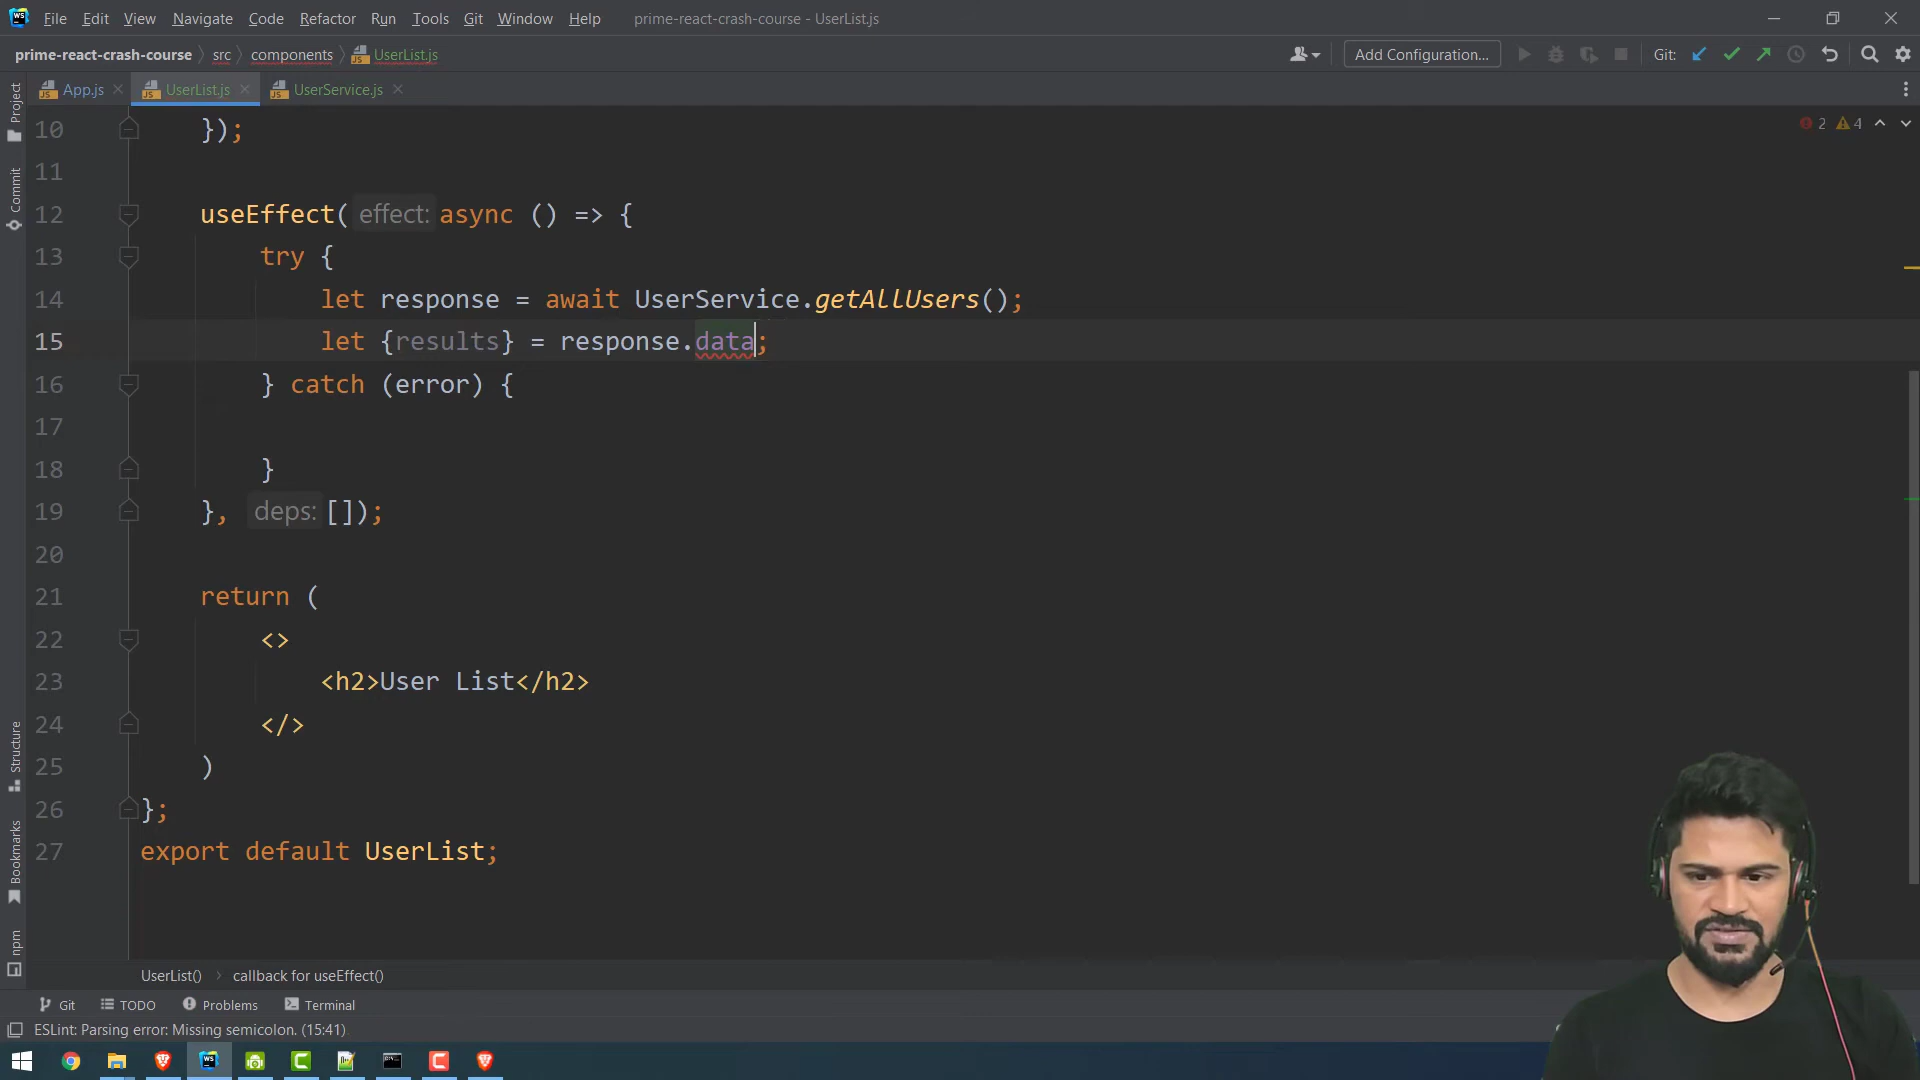 WS File Edit View Navigate Code Refactor Run Tools Git Window Help prime-react-crash-course - UserList.js
prime-react-crash-course src components UserList.js Add Configuration... Git:
App.js UserList.js UserService.js
Project
Commit
Structure
Bookmarks
npm
2 4
10 });
11
12 useEffect( effect: async () => {
13 try {
14 let response = await UserService.getAllUsers();
15 let {results} = response.data;
16 } catch (error) {
17
18 }
19 }, deps: []);
20
21 return (
22 <>
23 <h2>User List</h2>
24 </>
25 )
26 };
27 export default UserList;
UserList() callback for useEffect()
Git TODO Problems Terminal
ESLint: Parsing error: Missing semicolon. (15:41)